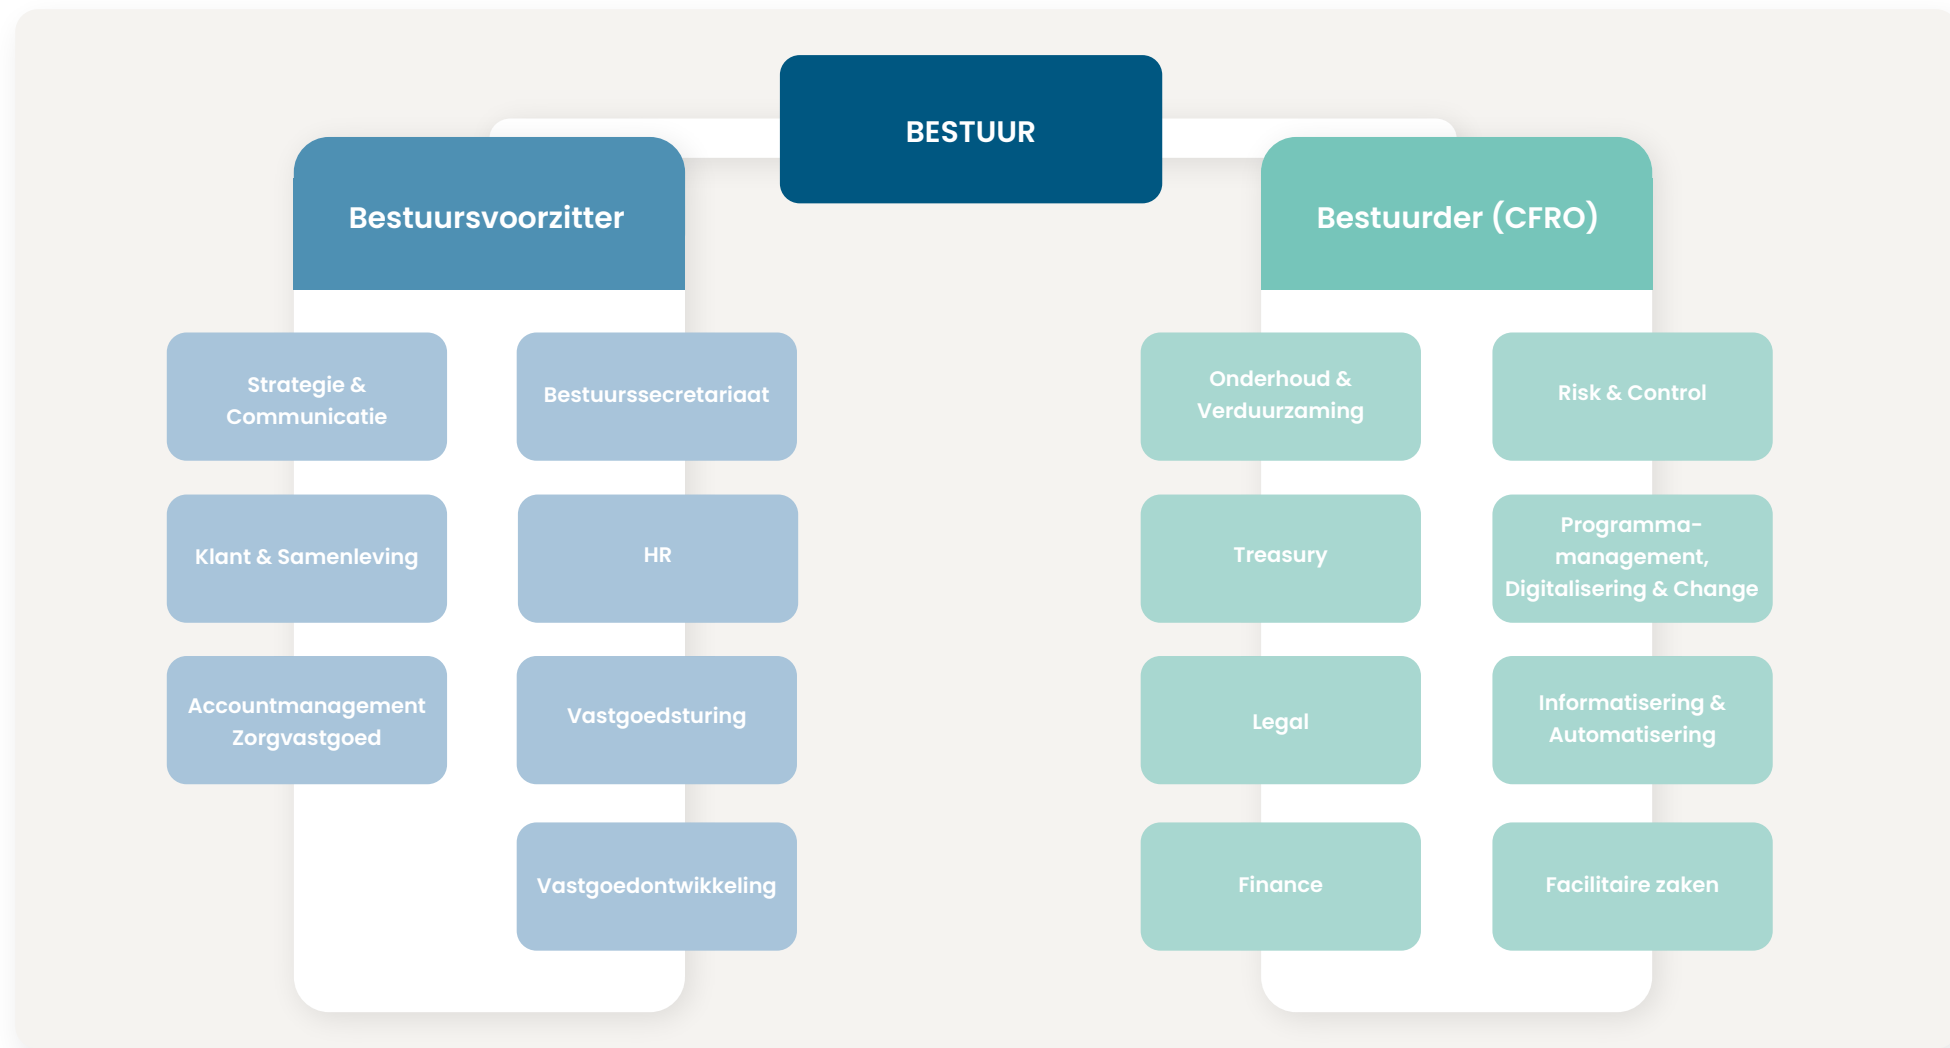 BESTUUR
Bestuursvoorzitter
Strategie &
Communicatie
Bestuurssecretariaat
Klant & Samenleving
HR
Accountmanagement
Zorgvastgoed
Vastgoedsturing
Vastgoedontwikkeling
Bestuurder (CFRO)
Onderhoud &
Verduurzaming
Risk & Control
Treasury
Programma-
management,
Digitalisering & Change
Legal
Informatisering &
Automatisering
Finance
Facilitaire zaken